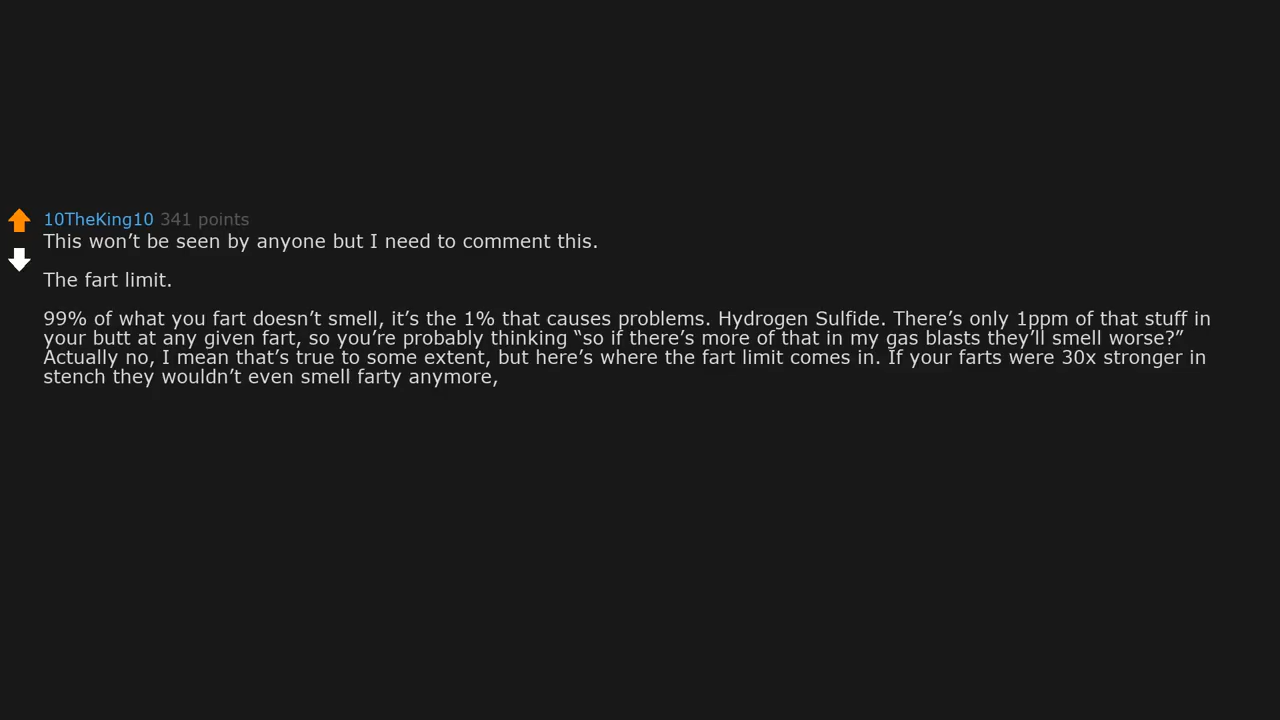 10TheKing10 341 points
This won’t be seen by anyone but I need to comment this.
The fart limit.
99% of what you fart doesn’t smell, it’s the 1% that causes problems. Hydrogen Sulfide. There’s only 1ppm of that stuff in
your butt at any given fart, so you’re probably thinking “so if there’s more of that in my gas blasts they’ll smell worse?”
Actually no, I mean that’s true to some extent, but here’s where the fart limit comes in. If your farts were 30x stronger in
stench they wouldn’t even smell farty anymore,